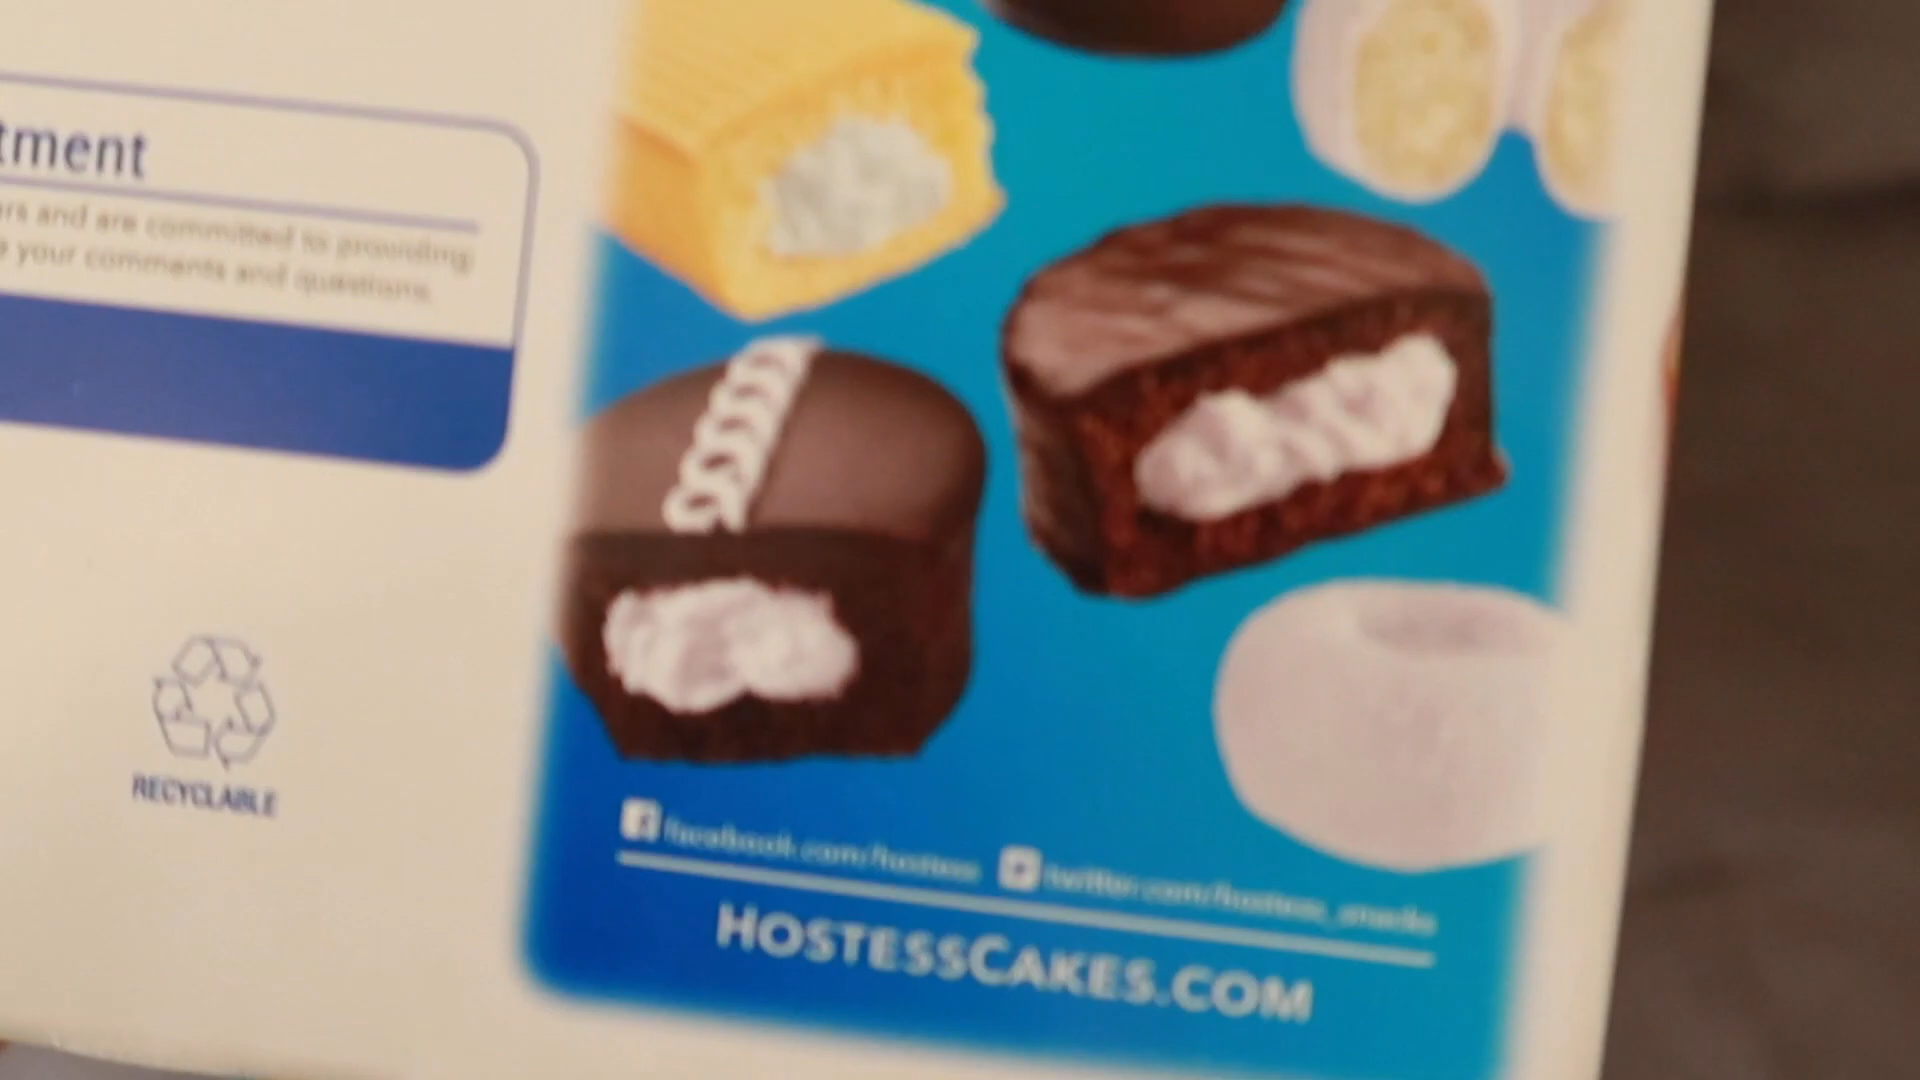 tment
ers and are committed to providing
your comments and questions.
RECYCLABLE
facebook.com/hostess twitter.com/hostess_snacks
HOSTESSCAKES.COM